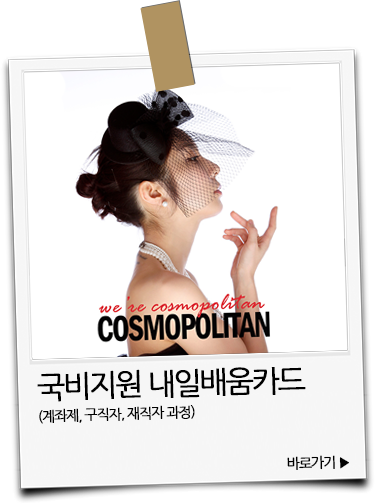 we're cosmopolitan
COSMOPOLITAN
국비지원 내일배움카드
(계좌제, 구직자, 재직자 과정)
바로가기 ▶